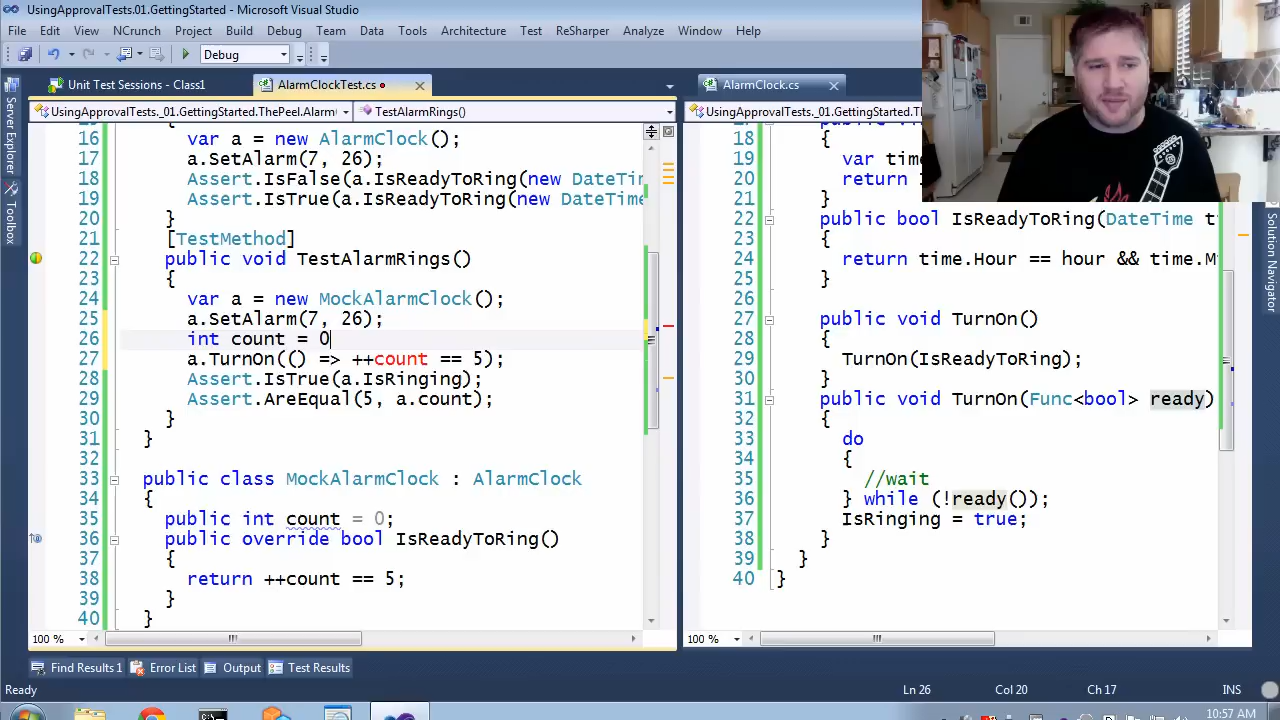 UsingApprovalTests.01.GettingStarted - Microsoft Visual Studio
File Edit View NCrunch Project Build Debug Team Data Tools Architecture Test ReSharper Analyze Window Help
Debug
Unit Test Sessions - Class1
AlarmClockTest.cs
AlarmClock.cs
UsingApprovalTests._01.GettingStarted.ThePeel.Alarm
TestAlarmRings()
UsingApprovalTests._01.GettingStarted.Th
Server Explorer
Toolbox
Solution Navigator
16 var a = new AlarmClock();
17 a.SetAlarm(7, 26);
18 Assert.IsFalse(a.IsReadyToRing(new DateTim
19 Assert.IsTrue(a.IsReadyToRing(new DateTime
20 }
21 [TestMethod]
22 public void TestAlarmRings()
23 {
24 var a = new MockAlarmClock();
25 a.SetAlarm(7, 26);
26 int count = 0
27 a.TurnOn(() => ++count == 5);
28 Assert.IsTrue(a.IsRinging);
29 Assert.AreEqual(5, a.count);
30 }
31 }
32
33 public class MockAlarmClock : AlarmClock
34 {
35 public int count = 0;
36 public override bool IsReadyToRing()
37 {
38 return ++count == 5;
39 }
40 }
18 {
19 var time
20 return
21 }
22 public bool IsReadyToRing(DateTime t
23 {
24 return time.Hour == hour && time.M
25 }
26
27 public void TurnOn()
28 {
29 TurnOn(IsReadyToRing);
30 }
31 public void TurnOn(Func<bool> ready)
32 {
33 do
34 {
35 //wait
36 } while (!ready());
37 IsRinging = true;
38 }
39 }
40 }
100 %
100 %
Find Results 1 Error List Output Test Results
Ready
Ln 26 Col 20 Ch 17 INS
10:57 AM